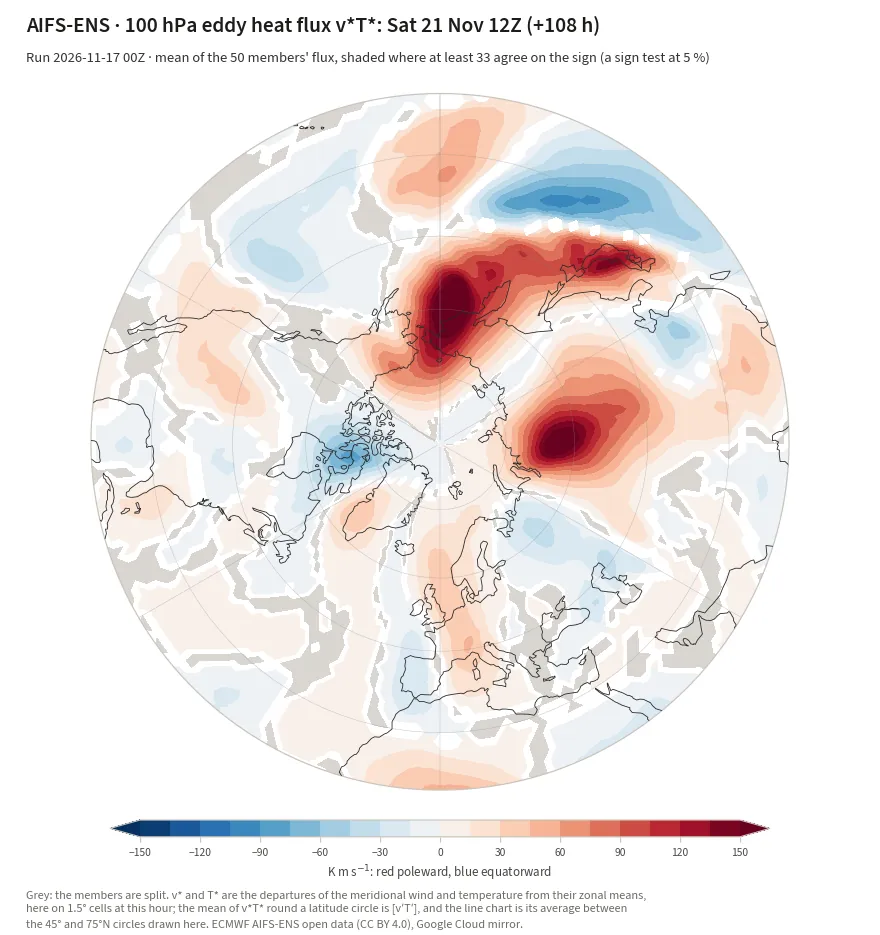 AIFS-ENS · 100 hPa eddy heat flux v*T*: Sat 21 Nov 12Z (+108 h)
Run 2026-11-17 00Z · mean of the 50 members' flux, shaded where at least 33 agree on the sign (a sign test at 5 %)
−150 −120 −90 −60 −30 0 30 60 90 120 150
K m s⁻¹: red poleward, blue equatorward
Grey: the members are split. v* and T* are the departures of the meridional wind and temperature from their zonal means,
here on 1.5° cells at this hour; the mean of v*T* round a latitude circle is [v′T′], and the line chart is its average between
the 45° and 75°N circles drawn here. ECMWF AIFS-ENS open data (CC BY 4.0), Google Cloud mirror.